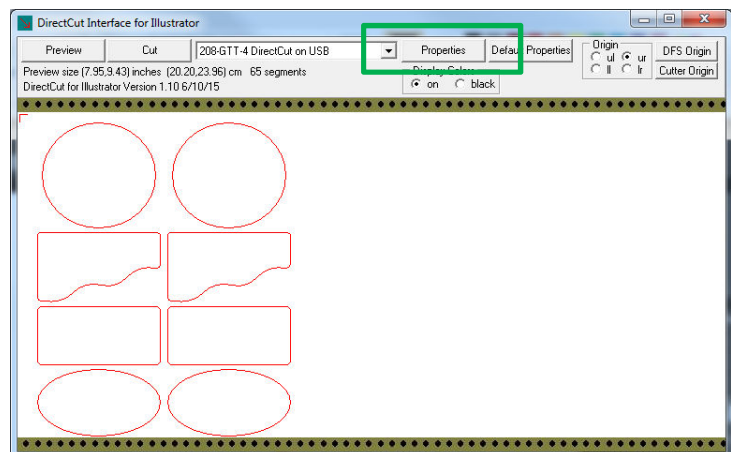 DirectCut Interface for Illustrator
Preview Cut 208-GTT-4 DirectCut on USB Properties Properties
Origin
ul ur DFS Origin
ll lr Cutter Origin
Preview size (7.95,9.43) inches (20.20,23.96) cm 65 segments
DirectCut for Illustrator Version 1.10 6/10/15
on black